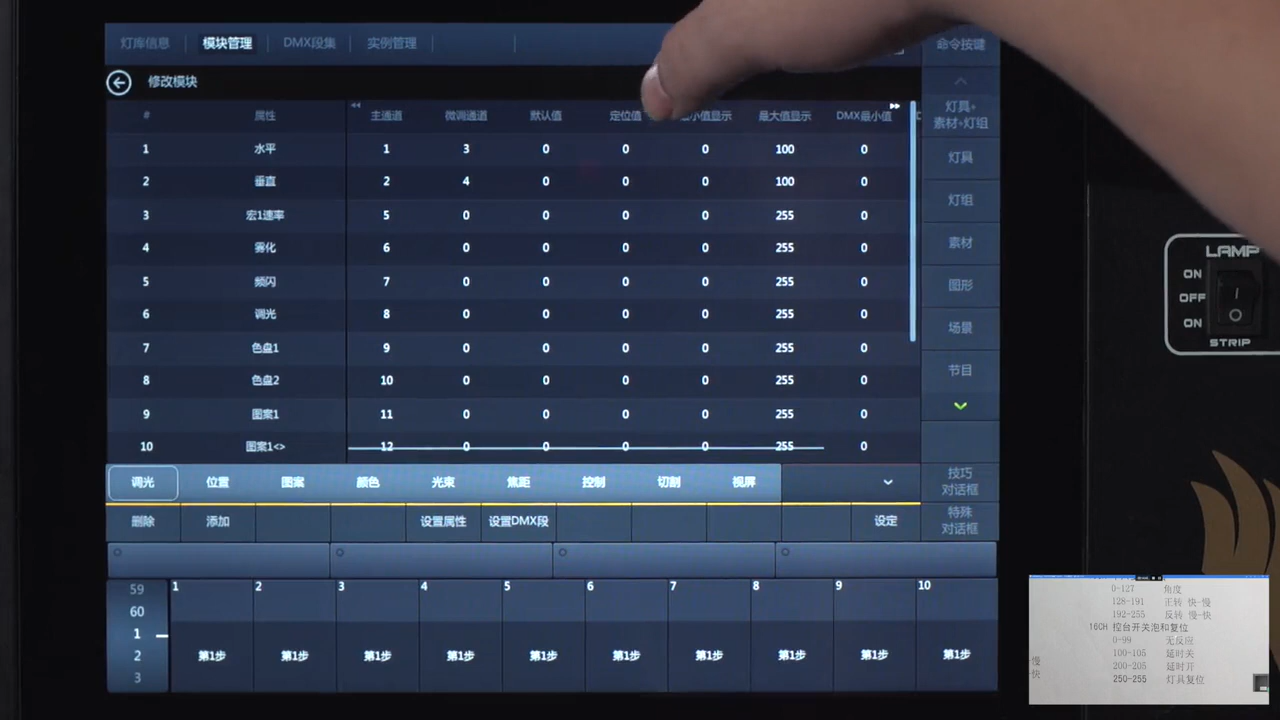 灯库信息 模块管理 DMX段集 实例管理 命令按键
修改模块
# 属性 主通道 微调通道 默认值 定位值 小值显示 最大值显示 DMX最小值
1 水平 1 3 0 0 0 100 0
2 垂直 2 4 0 0 0 100 0
3 宏1速率 5 0 0 0 0 255 0
4 雾化 6 0 0 0 0 255 0
5 频闪 7 0 0 0 0 255 0
6 调光 8 0 0 0 0 255 0
7 色盘1 9 0 0 0 0 255 0
8 色盘2 10 0 0 0 0 255 0
9 图案1 11 0 0 0 0 255 0
10 图案1<> 12 0 0 0 0 255 0
灯具+
素材+灯组
灯具
灯组
素材
图形
场景
节目
调光 位置 图案 颜色 光束 焦距 控制 切割 视屏
技巧
对话框
删除 添加 设置属性 设置DMX段 设定
特殊
对话框
59
60
1
2
3
1 2 3 4 5 6 7 8 9 10
第1步 第1步 第1步 第1步 第1步 第1步 第1步 第1步 第1步 第1步
LAMP
ON
OFF
ON
STRIP
0-127 角度
128-191 正转 快-慢
192-255 反转 慢-快
16CH 控台开关泡和复位
0-99 无反应
100-105 延时关
200-205 延时开
250-255 灯具复位
-慢
-快